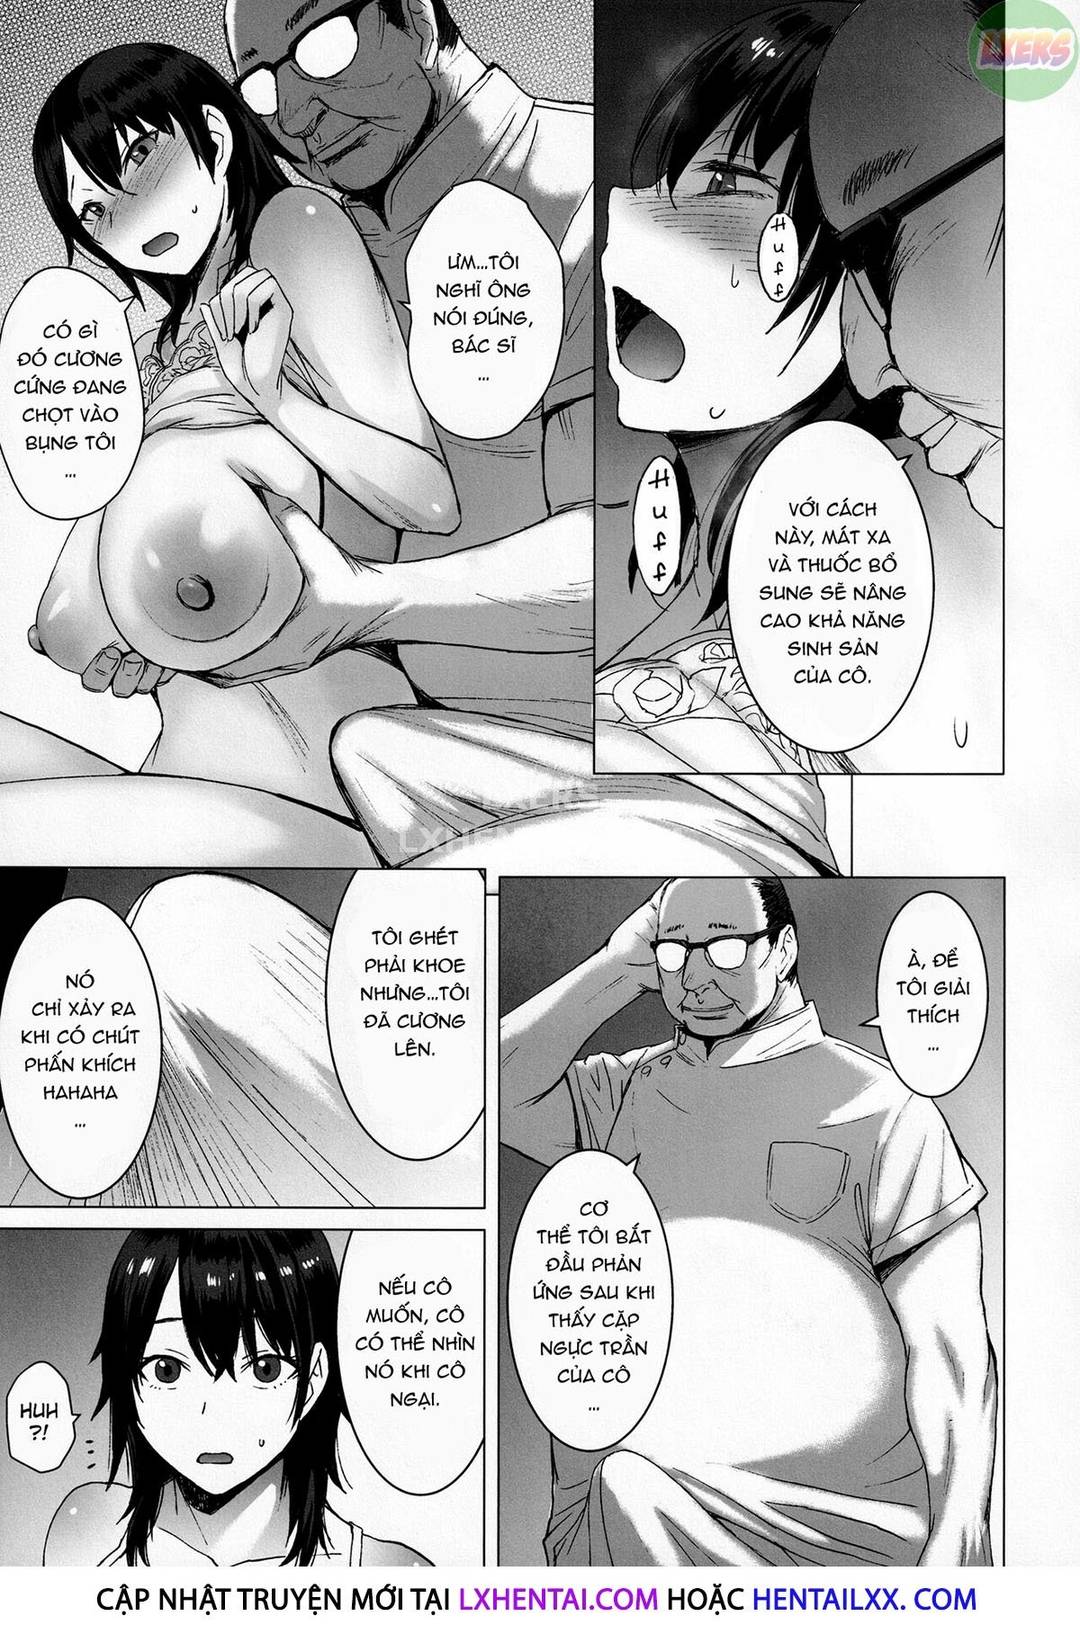 LXERS
Huff
VỚI CÁCH
NÀY, MÁT XA
VÀ THUỐC BỔ
SUNG SẼ NÂNG
CAO KHẢ NĂNG
SINH SẢN
CỦA CÔ.
Huff
ƯM...TÔI
NGHĨ ÔNG
NÓI ĐÚNG,
BÁC SĨ
...
CÓ GÌ
ĐÓ CƯƠNG
CỨNG ĐANG
CHỌT VÀO
BỤNG TÔI
...
LXERS
À, ĐỂ
TÔI GIẢI
THÍCH
...
CƠ
THỂ TÔI BẮT
ĐẦU PHẢN
ỨNG SAU KHI
THẤY CẶP
NGỰC TRẦN
CỦA CÔ
...
TÔI GHÉT
PHẢI KHOE
NHƯNG...TÔI
ĐÃ CƯƠNG
LÊN.
NÓ
CHỈ XẢY RA
KHI CÓ CHÚT
PHẤN KHÍCH
HAHAHA
...
NẾU CÔ
MUỐN, CÔ
CÓ THỂ NHÌN
NÓ KHI CÔ
NGẠI.
HUH
?!
CẬP NHẬT TRUYỆN MỚI TẠI LXHENTAI.COM HOẶC HENTAILXX. COM